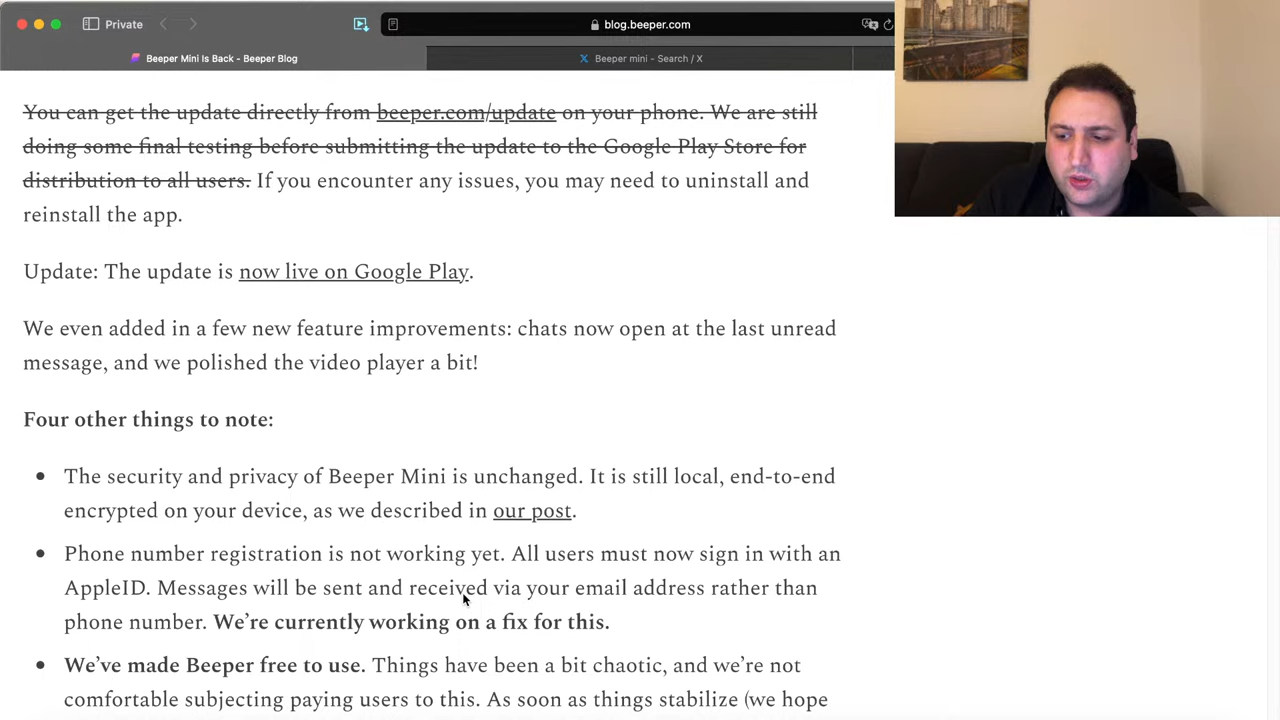 Private
blog.beeper.com
Beeper Mini Is Back - Beeper Blog
Beeper mini - Search / X
You can get the update directly from beeper.com/update on your phone. We are still
doing some final testing before submitting the update to the Google Play Store for
distribution to all users. If you encounter any issues, you may need to uninstall and
reinstall the app.
Update: The update is now live on Google Play.
We even added in a few new feature improvements: chats now open at the last unread
message, and we polished the video player a bit!
Four other things to note:
• The security and privacy of Beeper Mini is unchanged. It is still local, end-to-end
encrypted on your device, as we described in our post.
• Phone number registration is not working yet. All users must now sign in with an
AppleID. Messages will be sent and received via your email address rather than
phone number. We’re currently working on a fix for this.
• We’ve made Beeper free to use. Things have been a bit chaotic, and we’re not
comfortable subjecting paying users to this. As soon as things stabilize (we hope